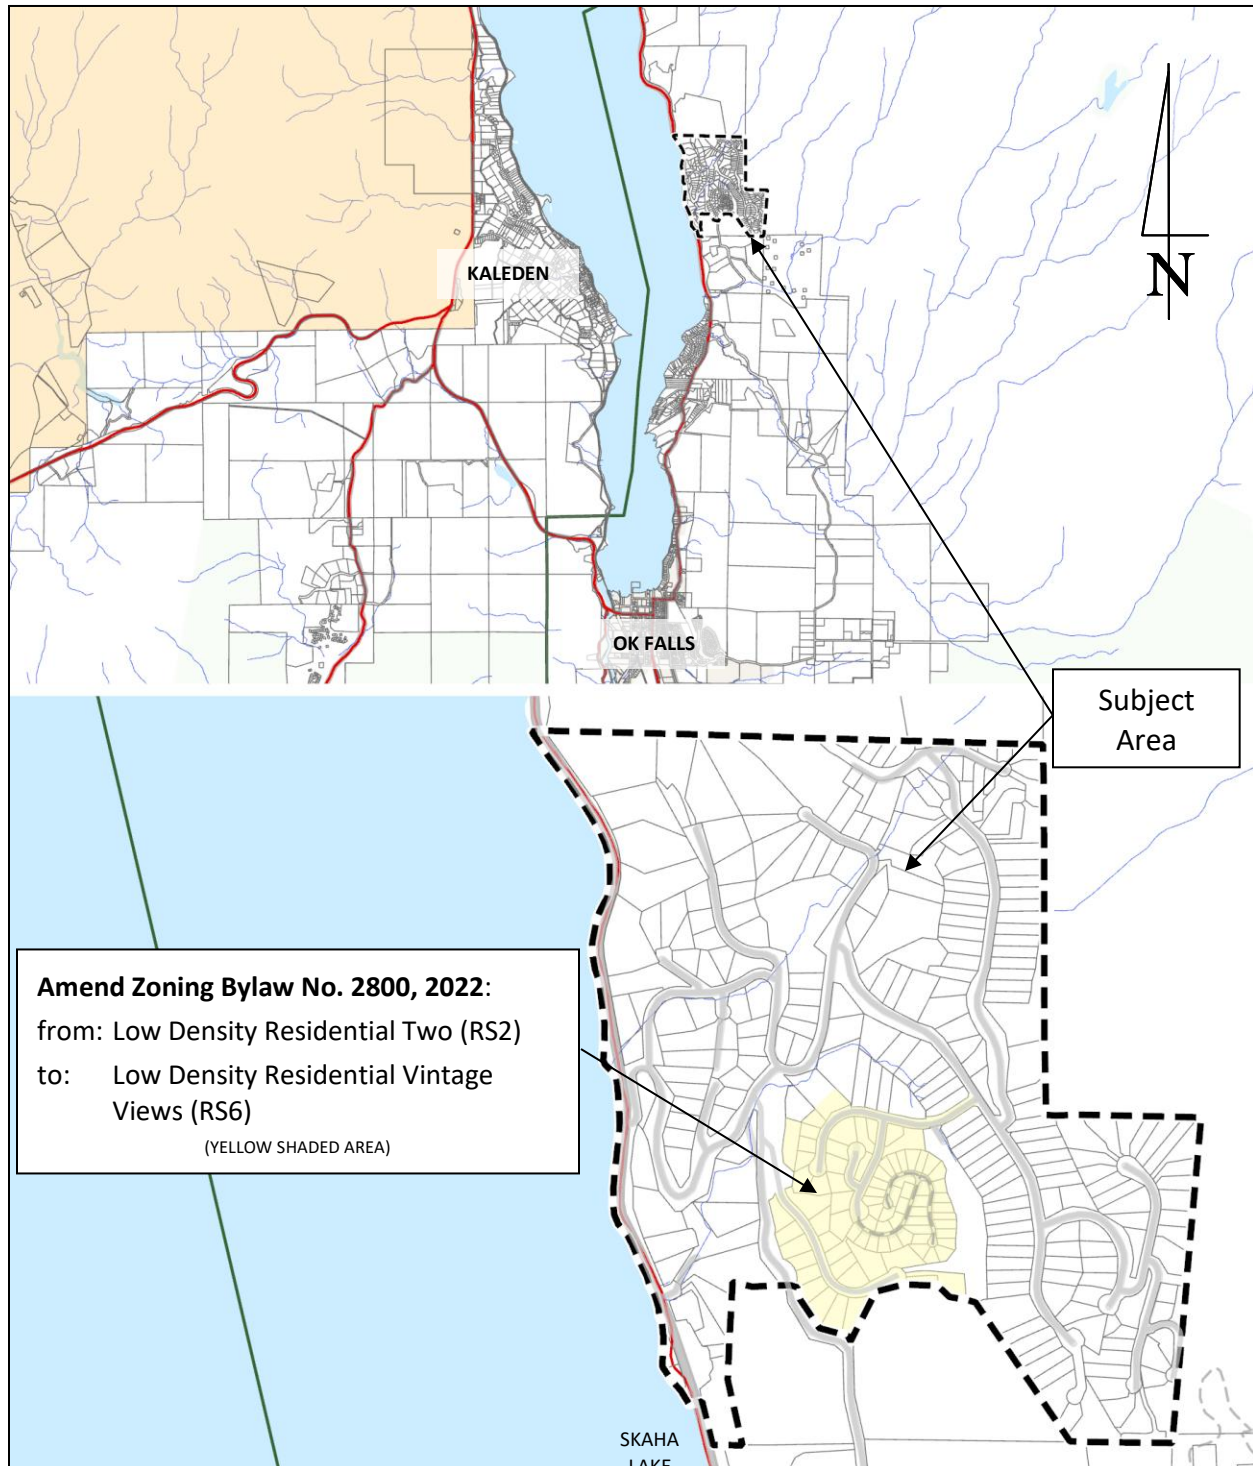 KALEDEN
N
OK FALLS
Subject
Area
Amend Zoning Bylaw No. 2800, 2022:
from: Low Density Residential Two (RS2)
to: Low Density Residential Vintage
Views (RS6)
(YELLOW SHADED AREA)
SKAHA
LAKE